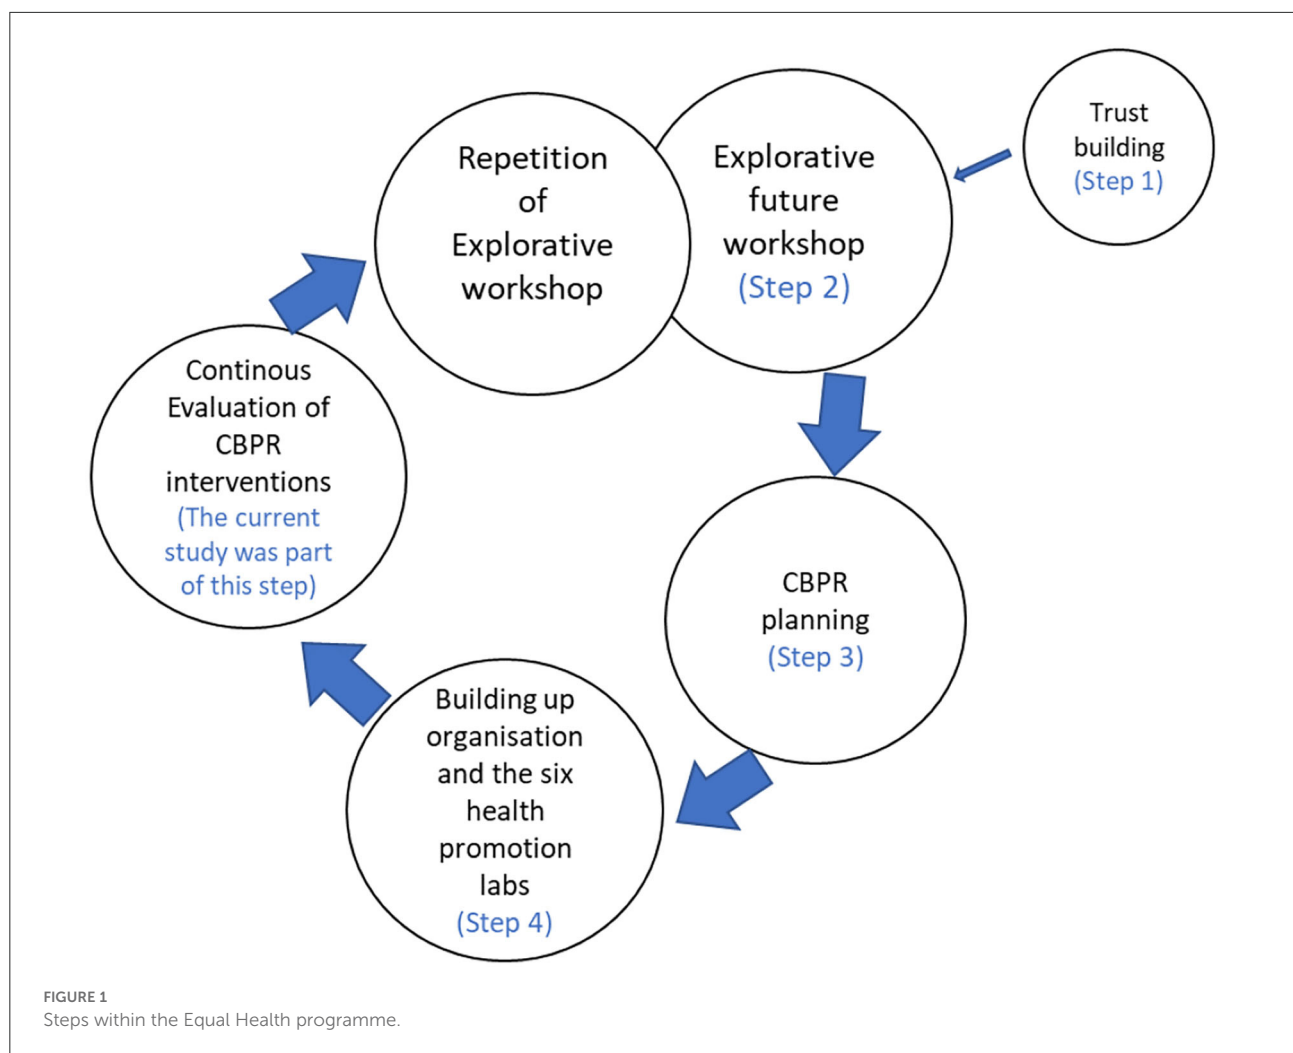 Trust
building
(Step 1)
Explorative
future
workshop
(Step 2)
CBPR
planning
(Step 3)
Building up
organisation
and the six
health
promotion
labs
(Step 4)
Continous
Evaluation of
CBPR
interventions
(The current
study was part
of this step)
Repetition
of
Explorative
workshop
FIGURE 1
Steps within the Equal Health programme.